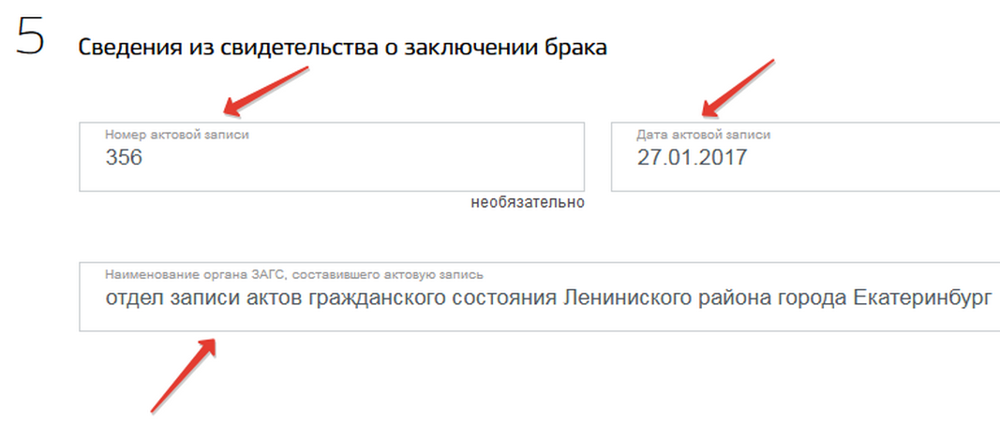 5
Сведения из свидетельства о заключении брака
Номер актовой записи
Дата актовой записи
356
27.01.2017
необязательно
Наименование органа ЗАГС, составившего актовую запись
отдел записи актов гражданского состояния Лениниского района города Екатеринбург